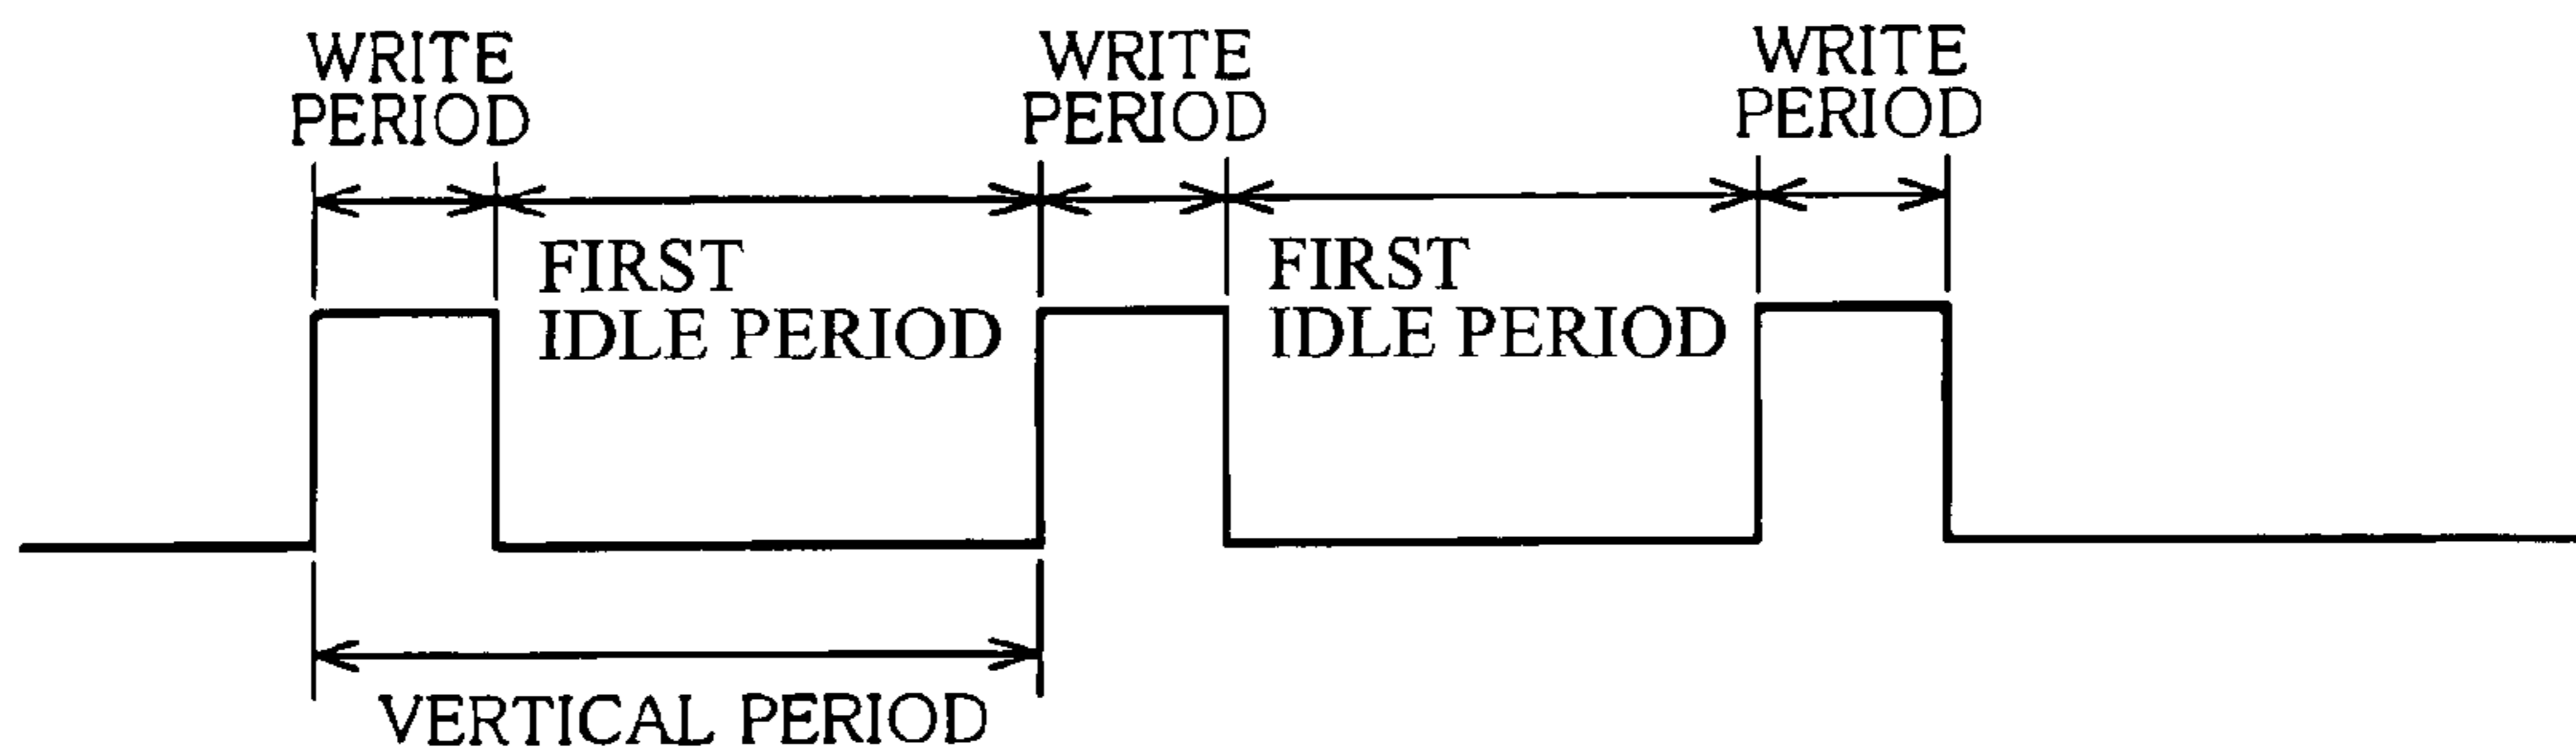 WRITE
PERIOD
WRITE
PERIOD
WRITE
PERIOD
FIRST
IDLE PERIOD
FIRST
IDLE PERIOD
VERTICAL PERIOD